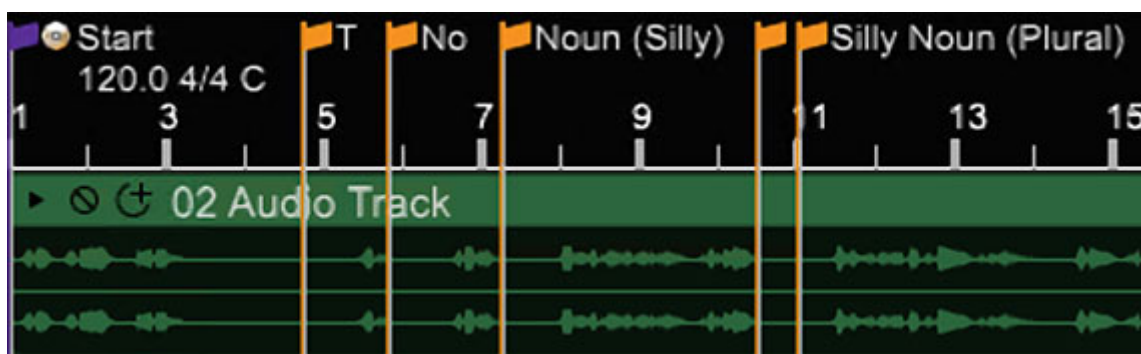 Start T No Noun (Silly) Silly Noun (Plural)
120.0 4/4 C
1 3 5 7 9 11 13 15
02 Audio Track